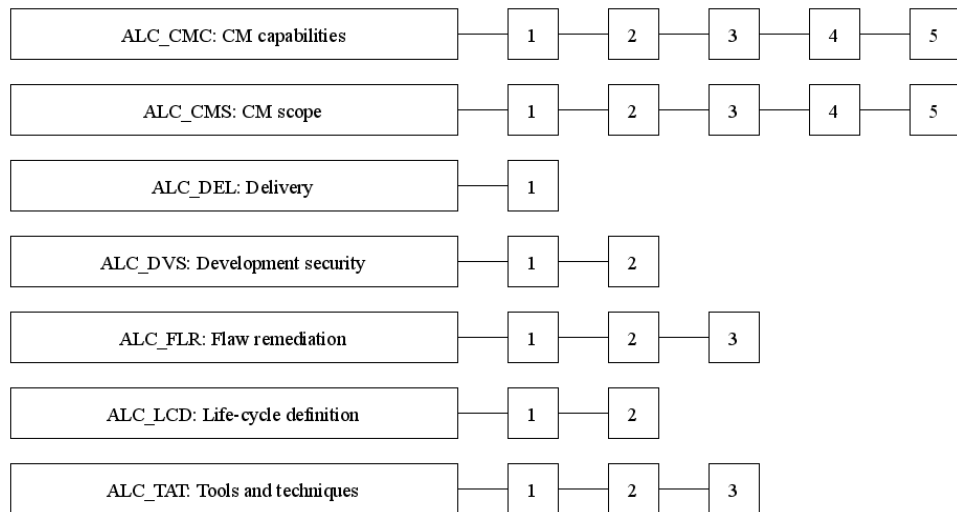 ALC_CMC: CM capabilities 1 2 3 4 5
ALC_CMS: CM scope 1 2 3 4 5
ALC_DEL: Delivery 1
ALC_DVS: Development security 1 2
ALC_FLR: Flaw remediation 1 2 3
ALC_LCD: Life-cycle definition 1 2
ALC_TAT: Tools and techniques 1 2 3